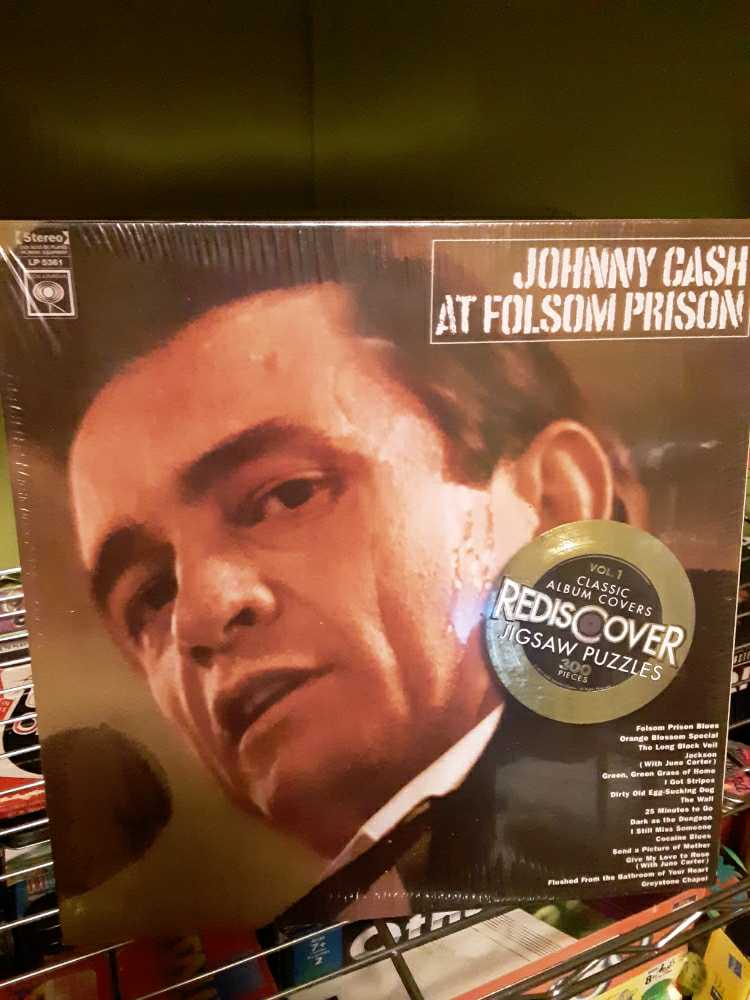 Stereo
LP 5361
JOHNNY CASH
AT FOLSOM PRISON
VOL. 1
CLASSIC
ALBUM COVERS
REDISCOVER
JIGSAW PUZZLES
300
PIECES
Folsom Prison Blues
Orange Blossom Special
The Long Black Veil
Jackson
(With June Carter)
Green, Green Grass of Home
I Got Stripes
Dirty Old Egg-Sucking Dog
The Wall
25 Minutes to Go
Dark as the Dungeon
I Still Miss Someone
Cocaine Blues
Send a Picture of Mother
Give My Love to Rose
(With June Carter)
Flushed From the Bathroom of Your Heart
Greystone Chapel